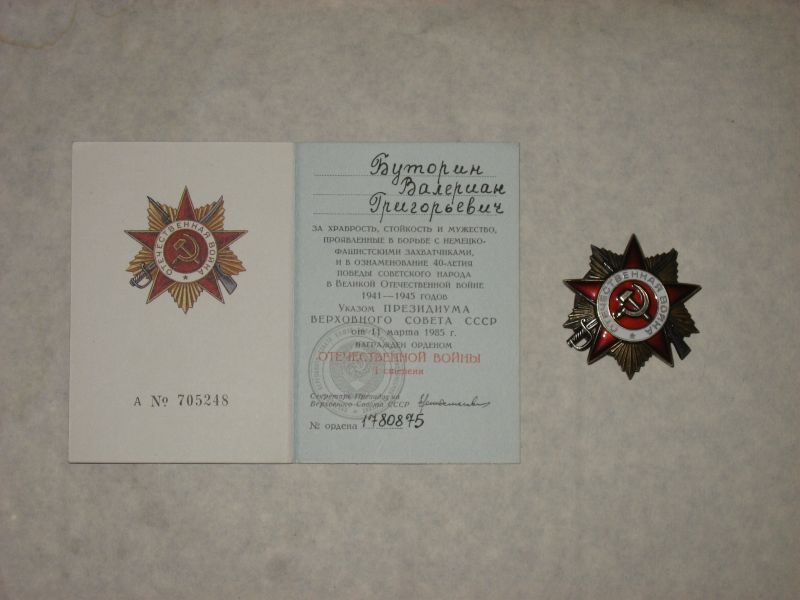 ОТЕЧЕСТВЕННАЯ ВОЙНА
А № 705248
Буторин
Валериан
Григорьевич
ЗА ХРАБРОСТЬ, СТОЙКОСТЬ И МУЖЕСТВО,
ПРОЯВЛЕННЫЕ В БОРЬБЕ С НЕМЕЦКО-
ФАШИСТСКИМИ ЗАХВАТЧИКАМИ,
И В ОЗНАМЕНОВАНИЕ 40-ЛЕТИЯ
ПОБЕДЫ СОВЕТСКОГО НАРОДА
В ВЕЛИКОЙ ОТЕЧЕСТВЕННОЙ ВОЙНЕ
1941—1945 ГОДОВ
УКАЗОМ ПРЕЗИДИУМА
ВЕРХОВНОГО СОВЕТА СССР
от 11 марта 1985 г.
НАГРАЖДЕН ОРДЕНОМ
ОТЕЧЕСТВЕННОЙ ВОЙНЫ
I степени
Секретарь Президиума
Верховного Совета СССР
№ ордена 1780875
ОТЕЧЕСТВЕННАЯ ВОЙНА